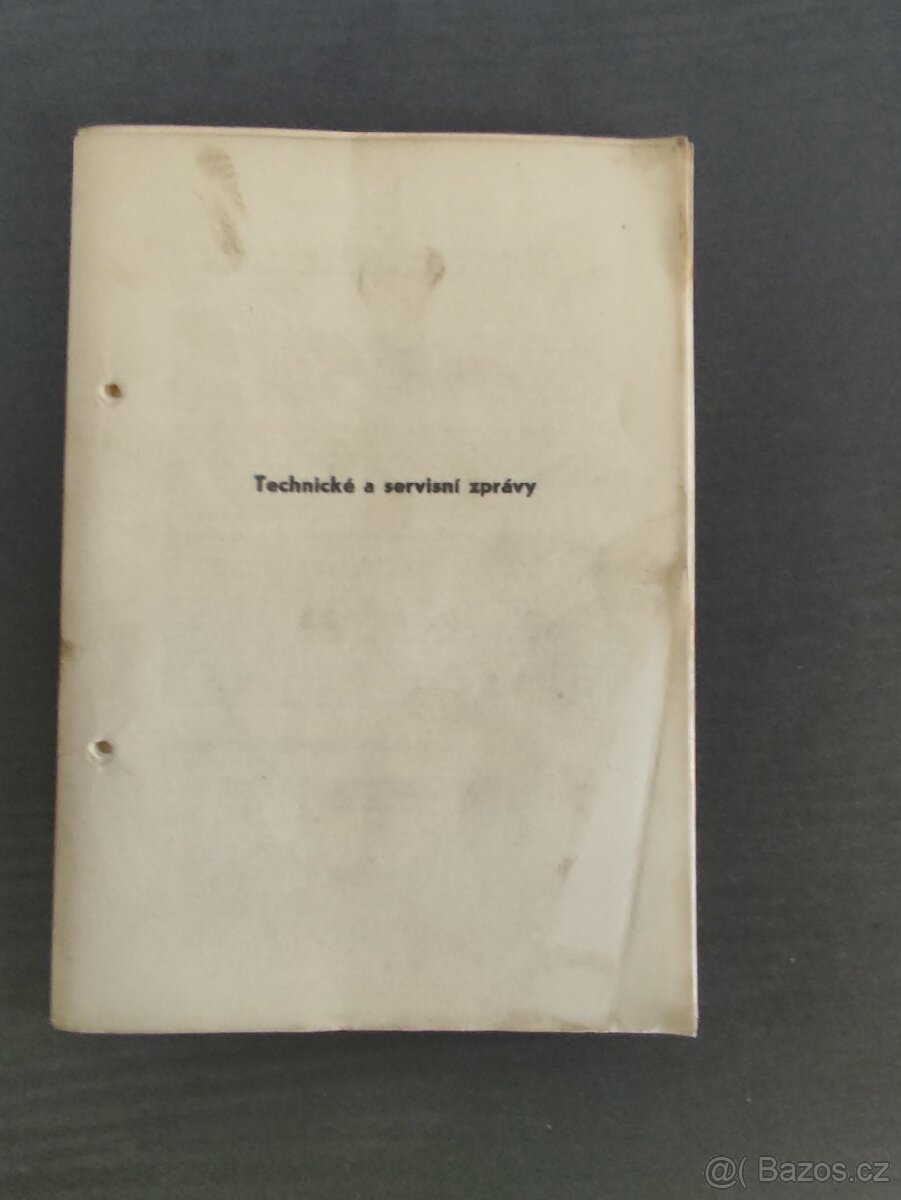 Technické a servisní zprávy
@( Bazos.cz